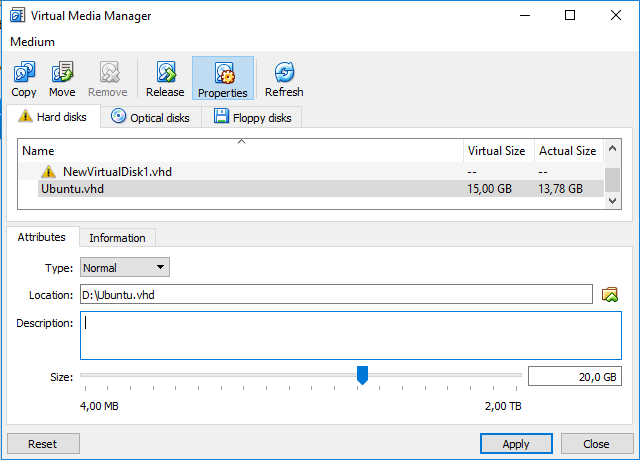 Virtual Media Manager
Medium
Copy Move Remove Release Properties Refresh
Hard disks Optical disks Floppy disks
Name Virtual Size Actual Size
NewVirtualDisk1.vhd -- --
Ubuntu.vhd 15,00 GB 13,78 GB
Attributes Information
Type: Normal
Location: D:\Ubuntu.vhd
Description:
Size: 20,0 GB
4,00 MB 2,00 TB
Reset Apply Close